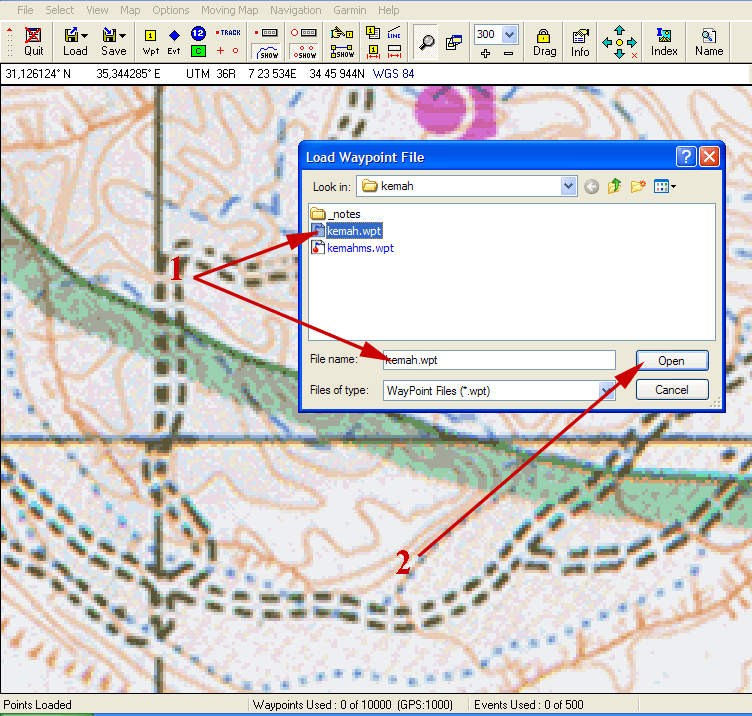 File Select View Map Options Moving Map Navigation Garmin Help
1 12 TRACK SHOW SHOW SHOW 1 LINE 300
Quit Load Save Wpt Evt C Drag Info Index Name
31,126124° N 35,344285° E UTM 36R 7 23 534E 34 45 944N WGS 84
Load Waypoint File
Look in: kemah
_notes
kemah.wpt
kemahms.wpt
1
File name: kemah.wpt Open
Files of type: WayPoint Files (*.wpt) Cancel
2
Points Loaded Waypoints Used : 0 of 10000 (GPS:1000) Events Used : 0 of 500